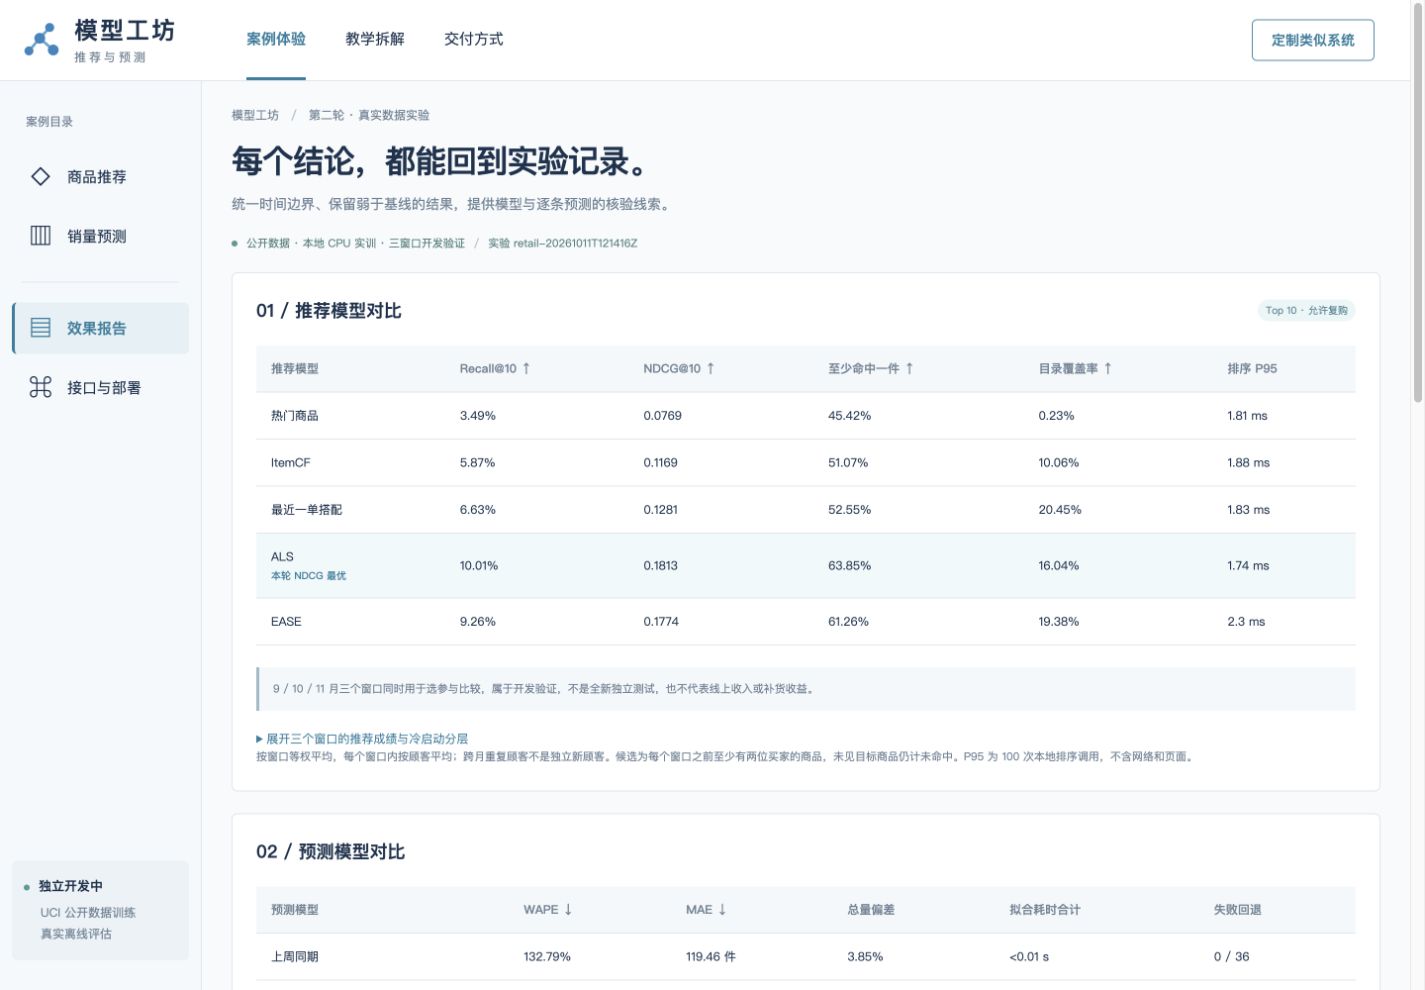 模型工坊
推荐与预测
案例体验 教学拆解 交付方式
定制类似系统
案例目录
商品推荐
销量预测
效果报告
接口与部署
独立开发中
UCI 公开数据训练
真实离线评估
模型工坊 / 第二轮 · 真实数据实验
每个结论，都能回到实验记录。
统一时间边界、保留弱于基线的结果，提供模型与逐条预测的核验线索。
公开数据 · 本地 CPU 实训 · 三窗口开发验证 / 实验 retail-20261011T121416Z
01 / 推荐模型对比
Top 10 · 允许复购
推荐模型 Recall@10 ↑ NDCG@10 ↑ 至少命中一件 ↑ 目录覆盖率 ↑ 排序 P95
热门商品 3.49% 0.0769 45.42% 0.23% 1.81 ms
ItemCF 5.87% 0.1169 51.07% 10.06% 1.88 ms
最近一单搭配 6.63% 0.1281 52.55% 20.45% 1.83 ms
ALS 10.01% 0.1813 63.85% 16.04% 1.74 ms
本轮 NDCG 最优
EASE 9.26% 0.1774 61.26% 19.38% 2.3 ms
9 / 10 / 11 月三个窗口同时用于选参与比较，属于开发验证，不是全新独立测试，也不代表线上收入或补货收益。
▶ 展开三个窗口的推荐成绩与冷启动分层
按窗口等权平均，每个窗口内按顾客平均；跨月重复顾客不是独立新顾客。候选为每个窗口之前至少有两位买家的商品，未见目标商品仍计未命中。P95 为 100 次本地排序调用，不含网络和页面。
02 / 预测模型对比
预测模型 WAPE ↓ MAE ↓ 总量偏差 拟合耗时合计 失败回退
上周同期 132.79% 119.46 件 3.85% <0.01 s 0 / 36